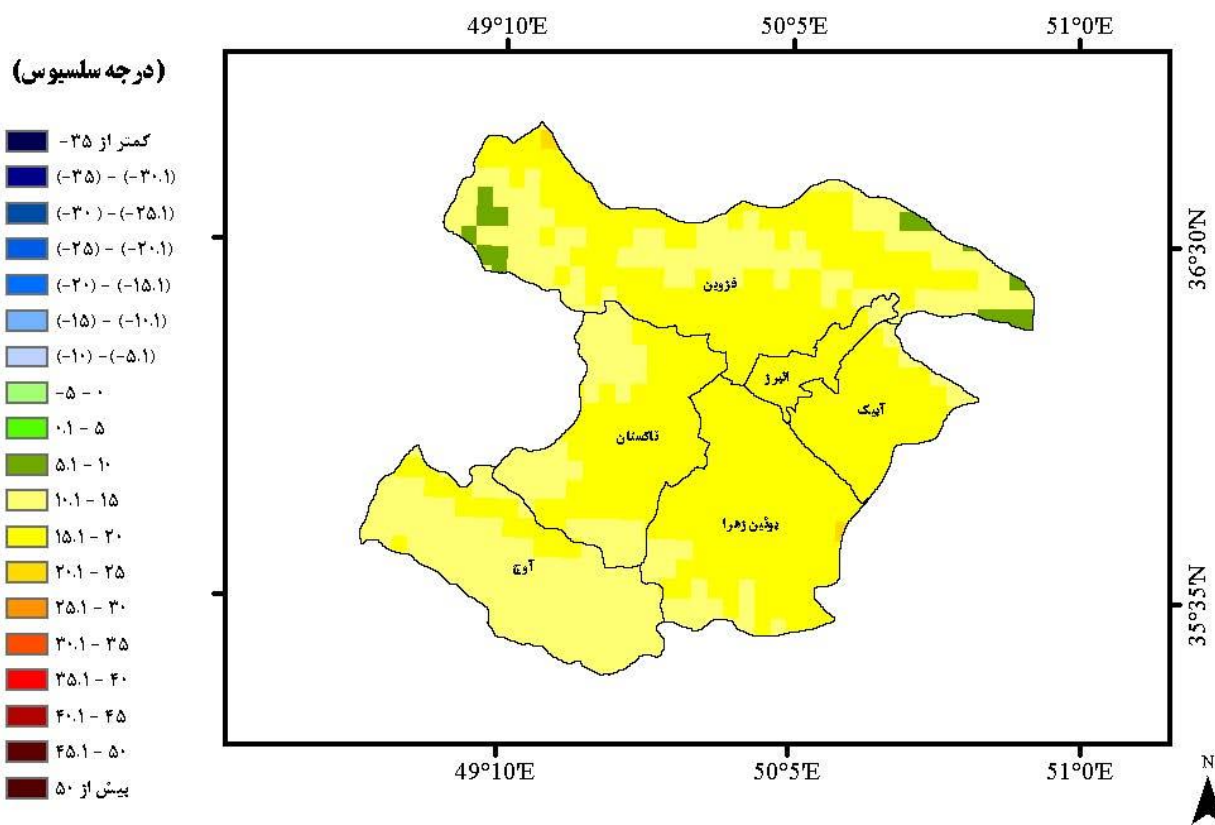 49°10'E 50°5'E 51°0'E
(درجه سلسیوس)
کمتر از ۳۵-
(-۳۵) - (-۳۰.۱)
(-۳۰ ) - (-۲۵.۱)
(-۲۵) - (-۲۰.۱)
(-۲۰) - (-۱۵.۱)
(-۱۵) - (-۱۰.۱)
(-۱۰) - (-۵.۱)
-۵ - ۰
۰.۱ - ۵
۵.۱ - ۱۰
۱۰.۱ - ۱۵
۱۵.۱ - ۲۰
۲۰.۱ - ۲۵
۲۵.۱ - ۳۰
۳۰.۱ - ۳۵
۳۵.۱ - ۴۰
۴۰.۱ - ۴۵
۴۵.۱ - ۵۰
بیش از ۵۰
قزوین
البرز
آبیک
تاکستان
بوئین زهرا
آوج
36°30'N
35°35'N
49°10'E 50°5'E 51°0'E
N